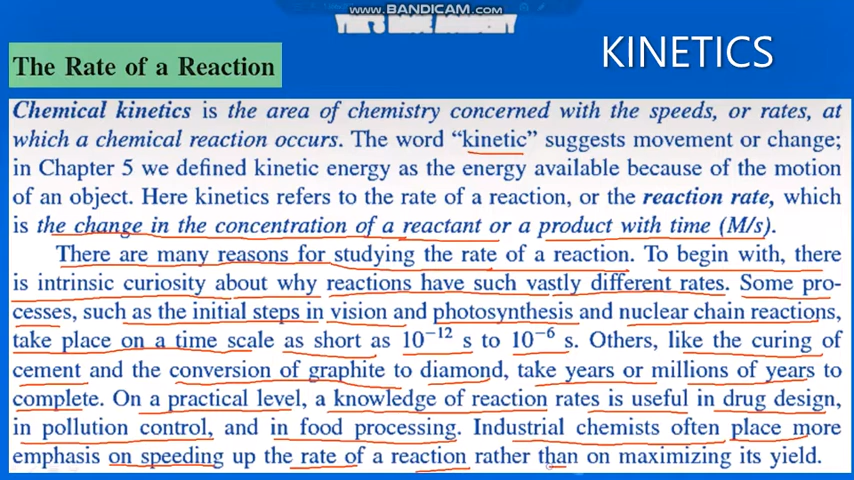 www.BANDICAM.com
The Rate of a Reaction
KINETICS
Chemical kinetics is the area of chemistry concerned with the speeds, or rates, at
which a chemical reaction occurs. The word “kinetic” suggests movement or change;
in Chapter 5 we defined kinetic energy as the energy available because of the motion
of an object. Here kinetics refers to the rate of a reaction, or the reaction rate, which
is the change in the concentration of a reactant or a product with time (M/s).
There are many reasons for studying the rate of a reaction. To begin with, there
is intrinsic curiosity about why reactions have such vastly different rates. Some pro-
cesses, such as the initial steps in vision and photosynthesis and nuclear chain reactions,
take place on a time scale as short as 10⁻¹² s to 10⁻⁶ s. Others, like the curing of
cement and the conversion of graphite to diamond, take years or millions of years to
complete. On a practical level, a knowledge of reaction rates is useful in drug design,
in pollution control, and in food processing. Industrial chemists often place more
emphasis on speeding up the rate of a reaction rather than on maximizing its yield.